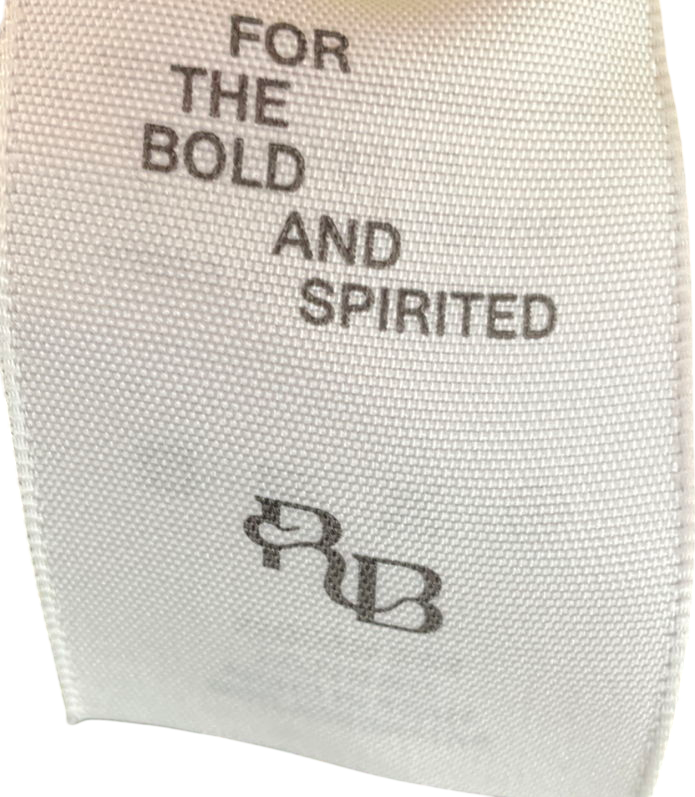 FOR
THE
BOLD
AND
SPIRITED
RB